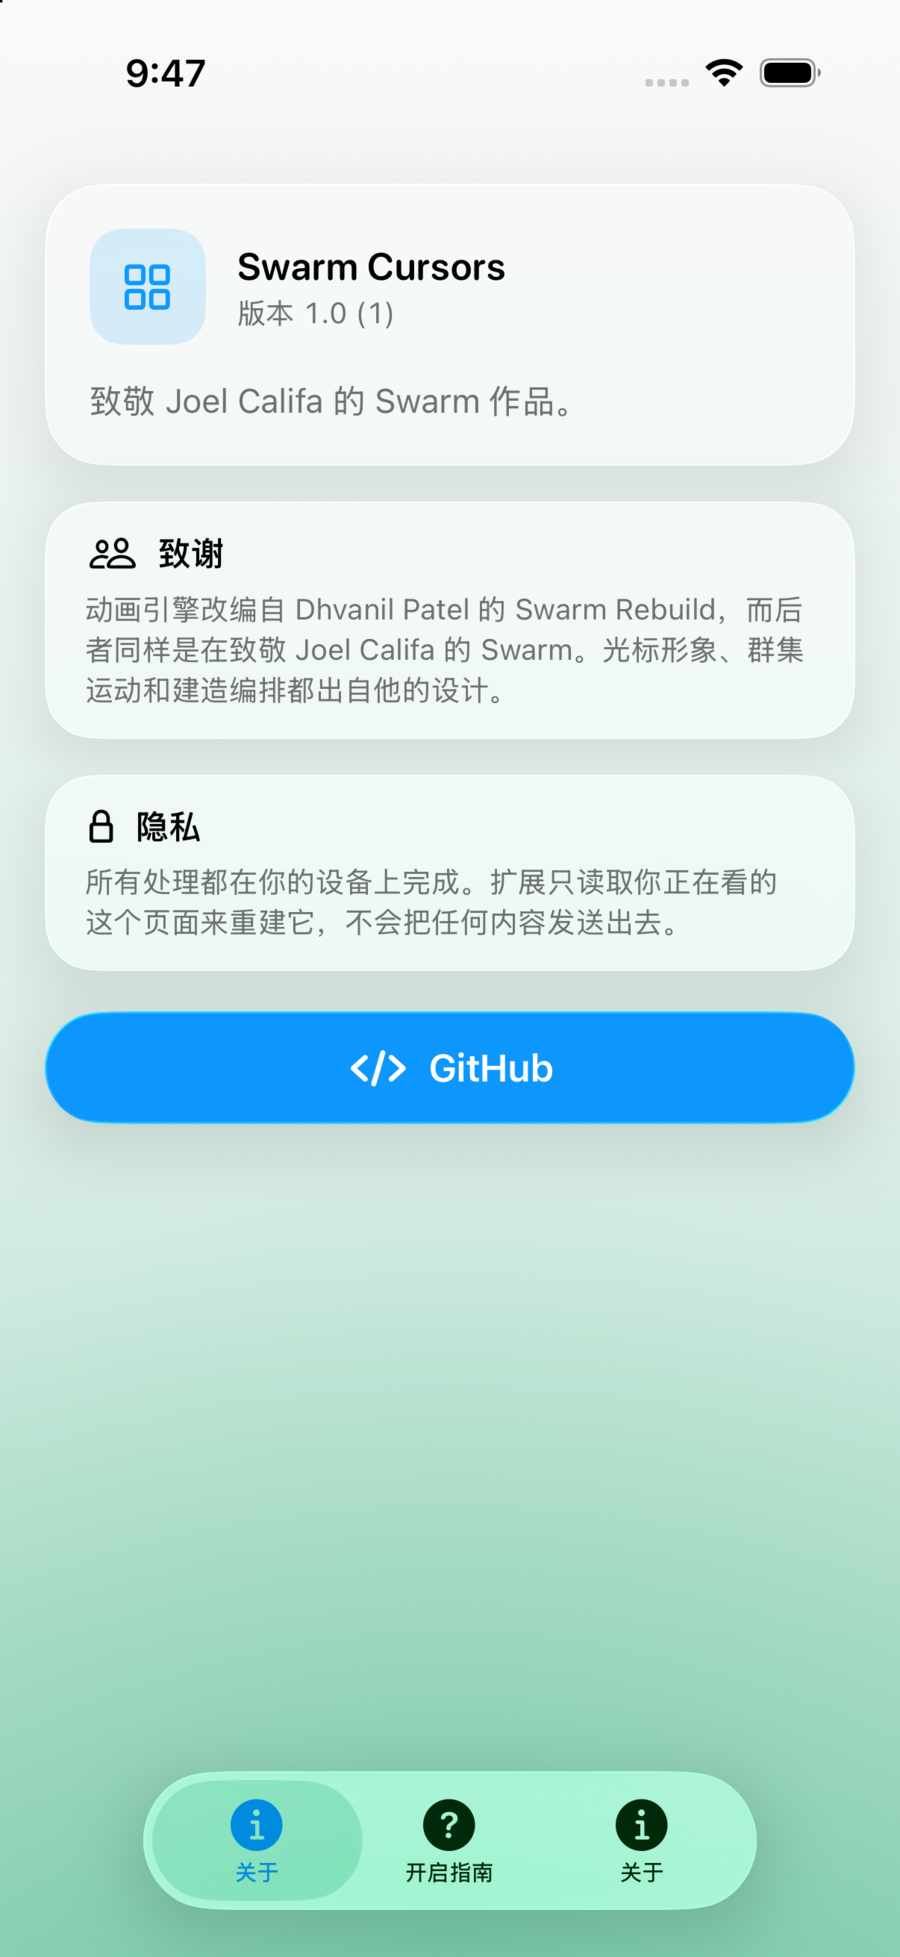 9:47
Swarm Cursors
版本 1.0 (1)
致敬 Joel Califa 的 Swarm 作品。
致谢
动画引擎改编自 Dhvanil Patel 的 Swarm Rebuild，而后
者同样是在致敬 Joel Califa 的 Swarm。光标形象、群集
运动和建造编排都出自他的设计。
隐私
所有处理都在你的设备上完成。扩展只读取你正在看的
这个页面来重建它，不会把任何内容发送出去。
</> GitHub
关于
开启指南
关于